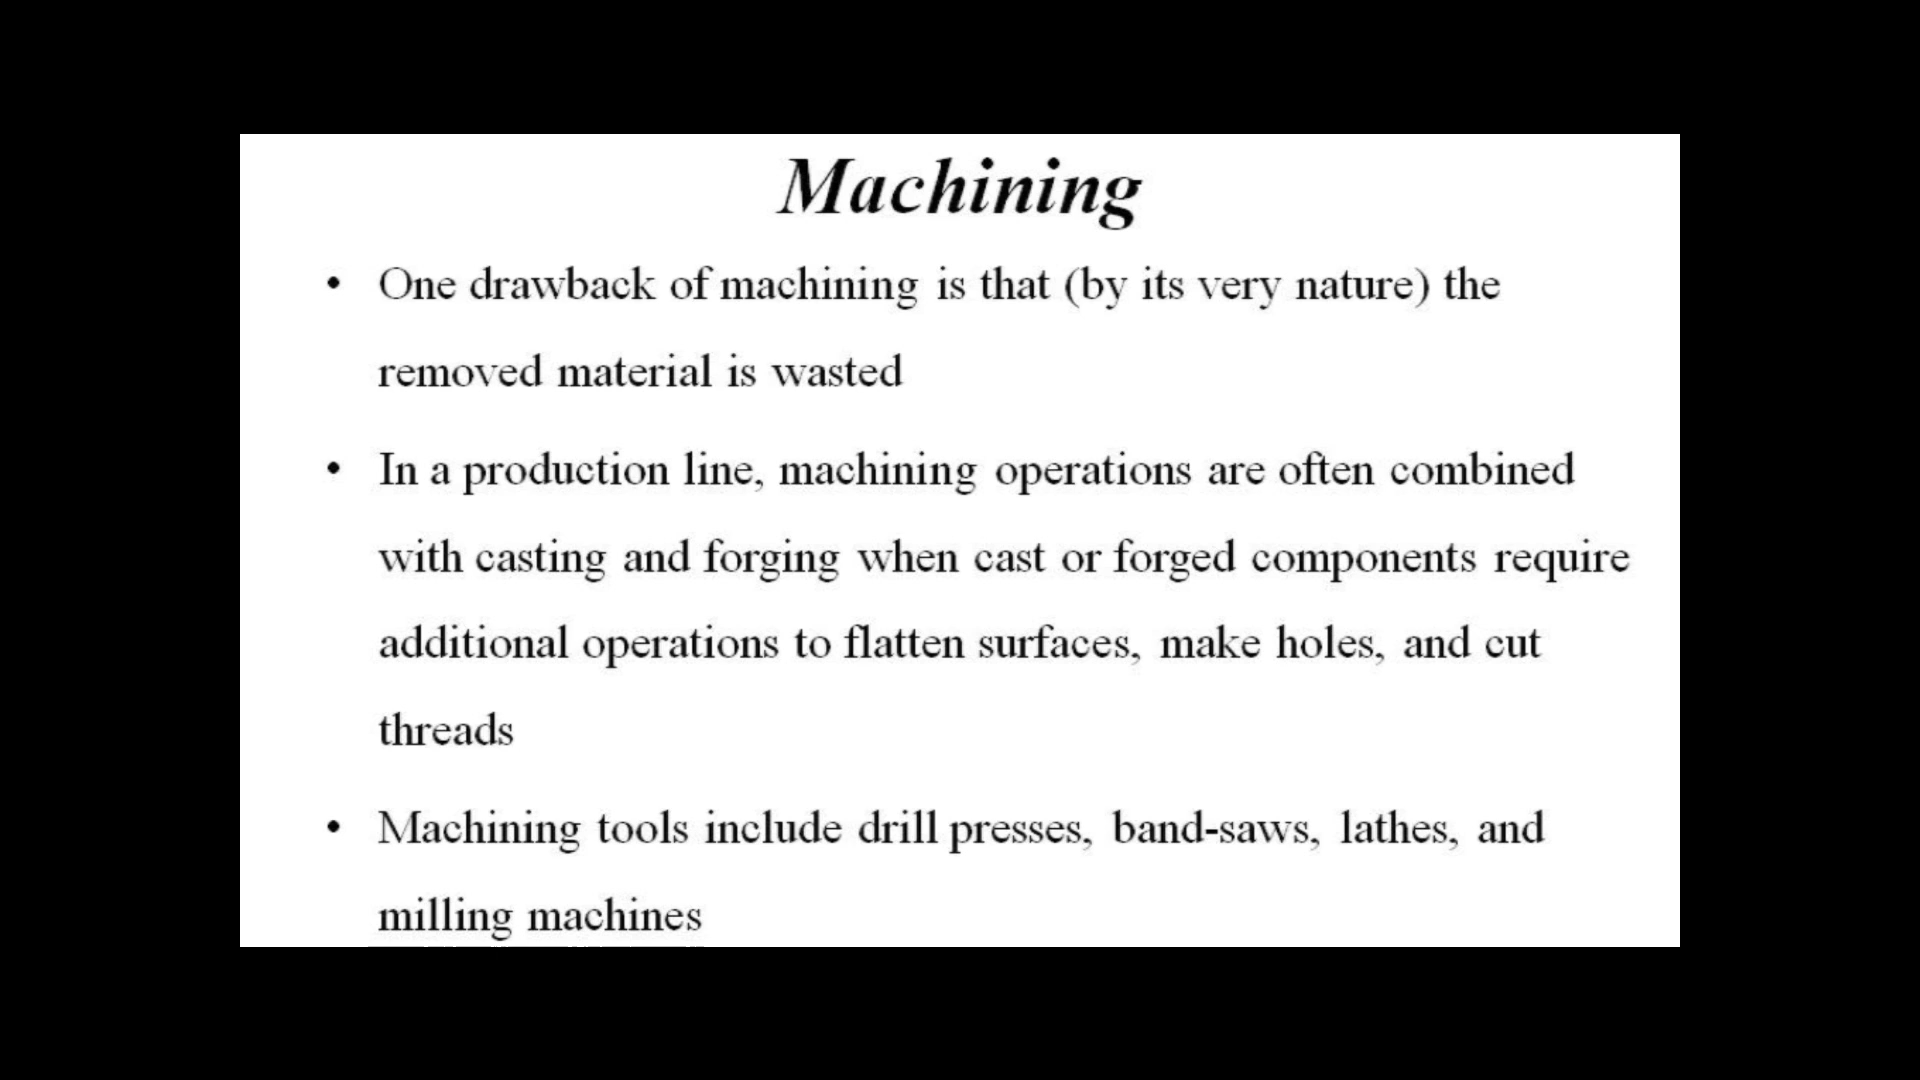 Machining
• One drawback of machining is that (by its very nature) the
removed material is wasted
• In a production line, machining operations are often combined
with casting and forging when cast or forged components require
additional operations to flatten surfaces, make holes, and cut
threads
• Machining tools include drill presses, band-saws, lathes, and
milling machines